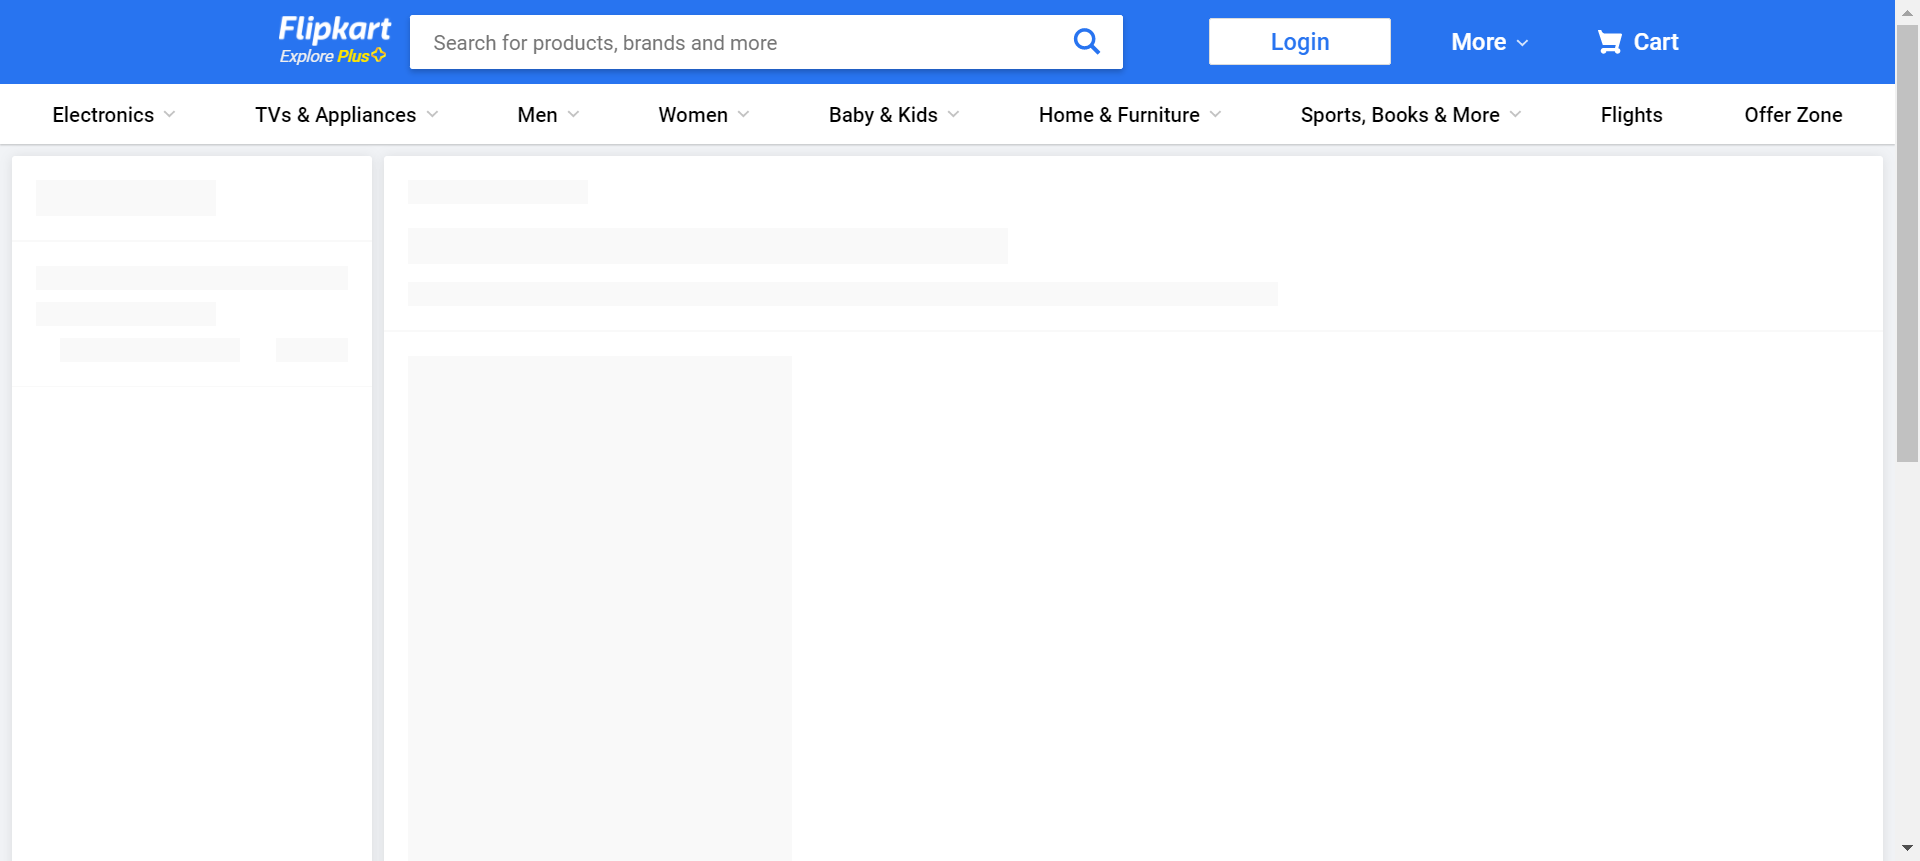 Flipkart
Explore Plus
Search for products, brands and more
Login
More
Cart
Electronics
TVs & Appliances
Men
Women
Baby & Kids
Home & Furniture
Sports, Books & More
Flights
Offer Zone